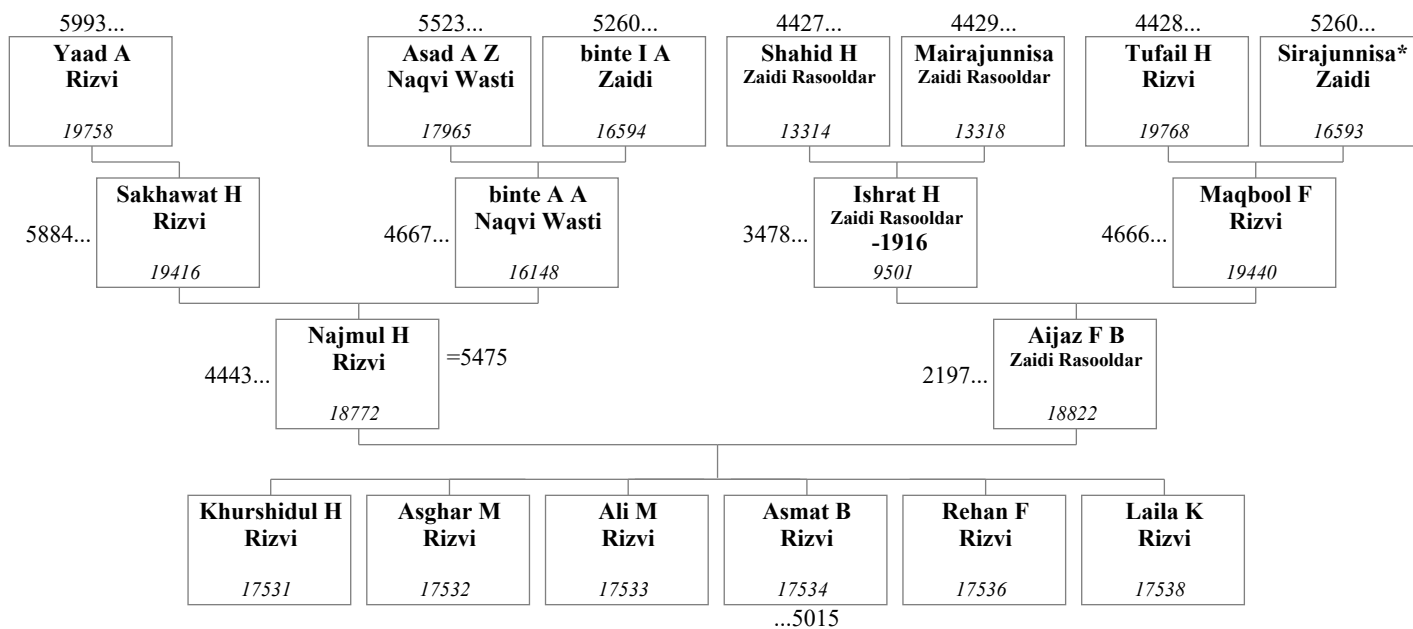 5993...
5523...
5260...
4427...
4429...
4428...
5260...
Yaad A
Rizvi
19758
Asad A Z
Naqvi Wasti
17965
binte I A
Zaidi
16594
Shahid H
Zaidi Rasooldar
13314
Mairajunnisa
Zaidi Rasooldar
13318
Tufail H
Rizvi
19768
Sirajunnisa*
Zaidi
16593
5884...
Sakhawat H
Rizvi
19416
4667...
binte A A
Naqvi Wasti
16148
3478...
Ishrat H
Zaidi Rasooldar
-1916
9501
4666...
Maqbool F
Rizvi
19440
4443...
Najmul H
Rizvi
18772
=5475
2197...
Aijaz F B
Zaidi Rasooldar
18822
Khurshidul H
Rizvi
17531
Asghar M
Rizvi
17532
Ali M
Rizvi
17533
Asmat B
Rizvi
17534
...5015
Rehan F
Rizvi
17536
Laila K
Rizvi
17538